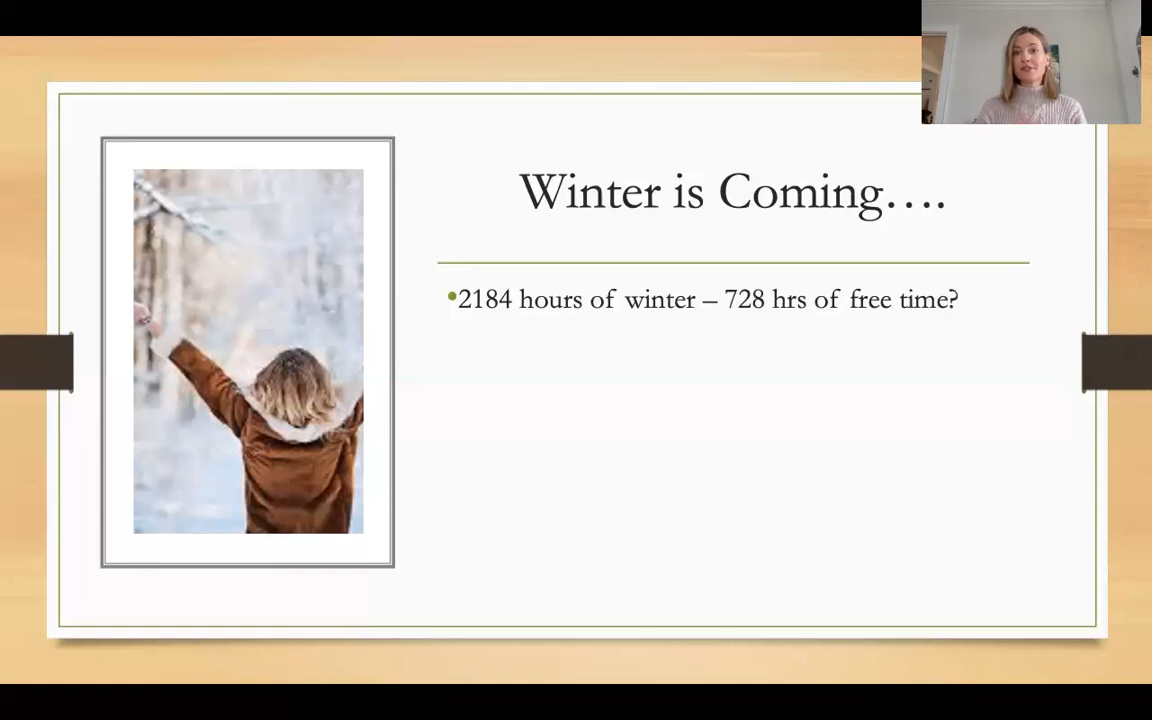 Winter is Coming….
•2184 hours of winter – 728 hrs of free time?